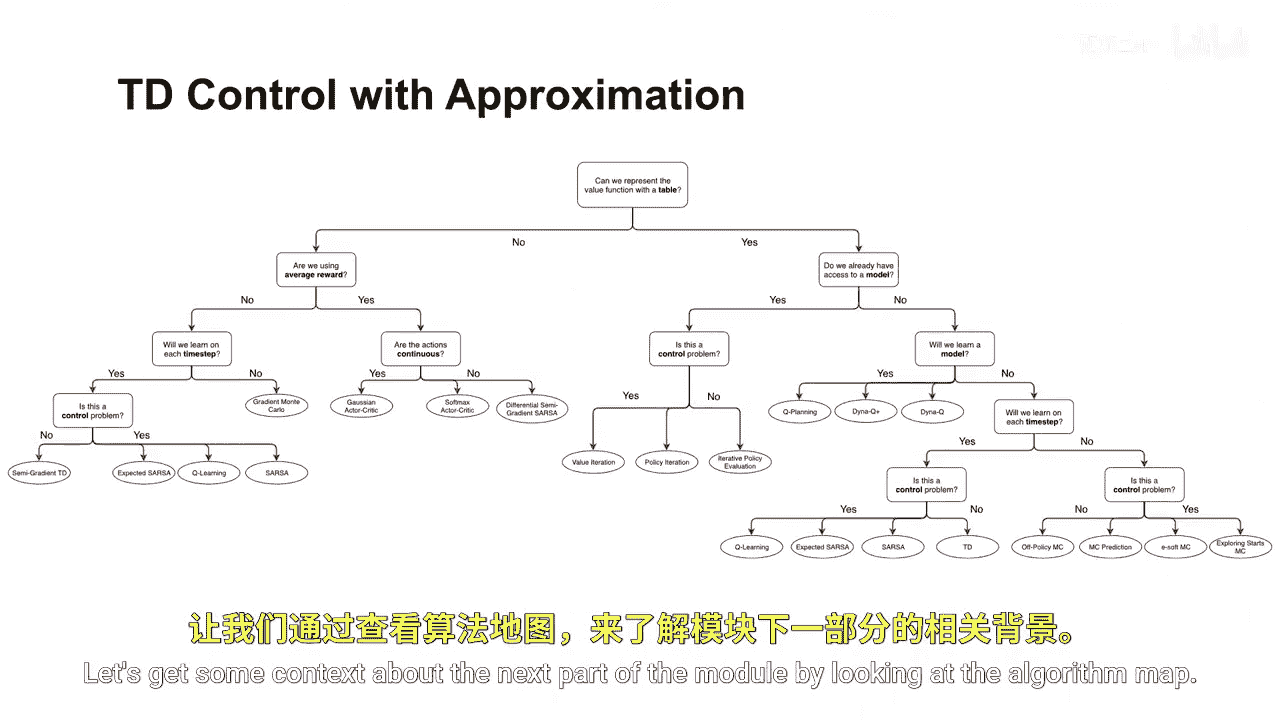 TD Control with Approximation
Can we represent the
value function with a table?
No
Yes
Are we using
average reward?
Do we already have
access to a model?
No
Yes
Yes
No
Will we learn on
each timestep?
Are the actions
continuous?
Is this a
control problem?
Will we learn a
model?
Yes
No
Yes
No
Yes
No
Yes
No
Is this a
control problem?
Gradient Monte
Carlo
Gaussian
Actor-Critic
Softmax
Actor-Critic
Differential Semi-
Gradient SARSA
Q-Planning
Dyna-Q+
Dyna-Q
Will we learn on
each timestep?
No
Yes
Yes
No
Semi-Gradient TD
Expected SARSA
Q-Learning
SARSA
Value Iteration
Policy Iteration
Iterative Policy
Evaluation
Is this a
control problem?
Is this a
control problem?
Yes
No
No
Yes
Q-Learning
Expected SARSA
SARSA
TD
Off-Policy MC
MC Prediction
e-soft MC
Exploring Starts
MC
让我们通过查看算法地图，来了解模块下一部分的相关背景。
Let's get some context about the next part of the module by looking at the algorithm map.